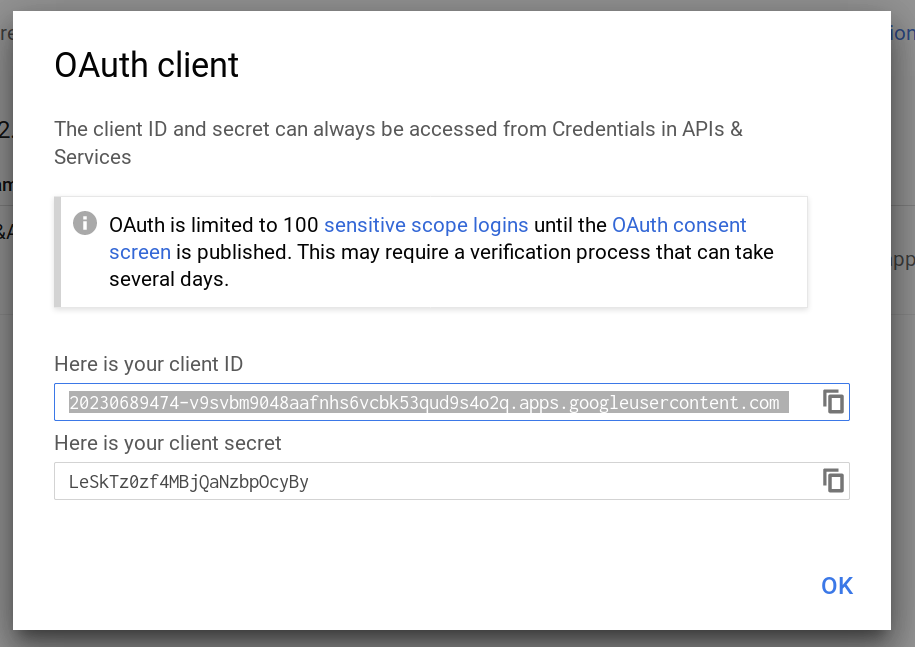 OAuth client
The client ID and secret can always be accessed from Credentials in APIs &
Services
OAuth is limited to 100 sensitive scope logins until the OAuth consent
screen is published. This may require a verification process that can take
several days.
Here is your client ID
20230689474-v9svbm9048aafnhs6vcbk53qud9s4o2q.apps.googleusercontent.com
Here is your client secret
LeSkTz0zf4MBjQaNzbpOcyBy
OK